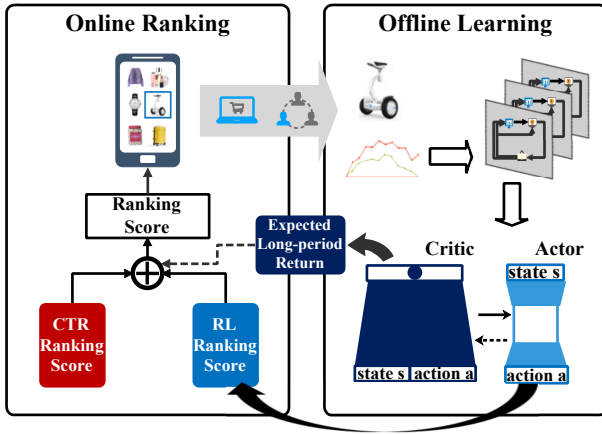 Online Ranking
Offline Learning
Ranking
Score
Expected
Long-period
Return
CTR
Ranking
Score
RL
Ranking
Score
Critic
Actor
state s
state s
action a
action a